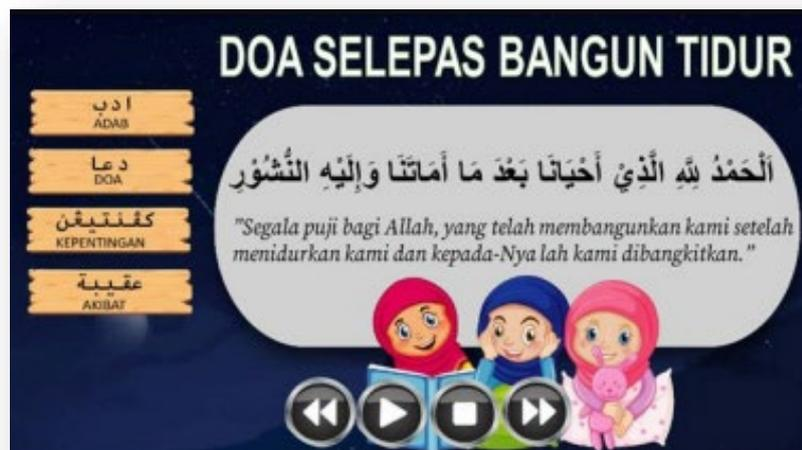 DOA SELEPAS BANGUN TIDUR
ادب
ADAB
دعا
DOA
كڤنتيڠن
KEPENTINGAN
عقيبة
AKIBAT
اَلْحَمْدُ لِلَّهِ الَّذِيْ أَحْيَانَا بَعْدَ مَا أَمَاتَنَا وَإِلَيْهِ النُّشُوْرِ
"Segala puji bagi Allah, yang telah membangunkan kami setelah
menidurkan kami dan kepada-Nya lah kami dibangkitkan."